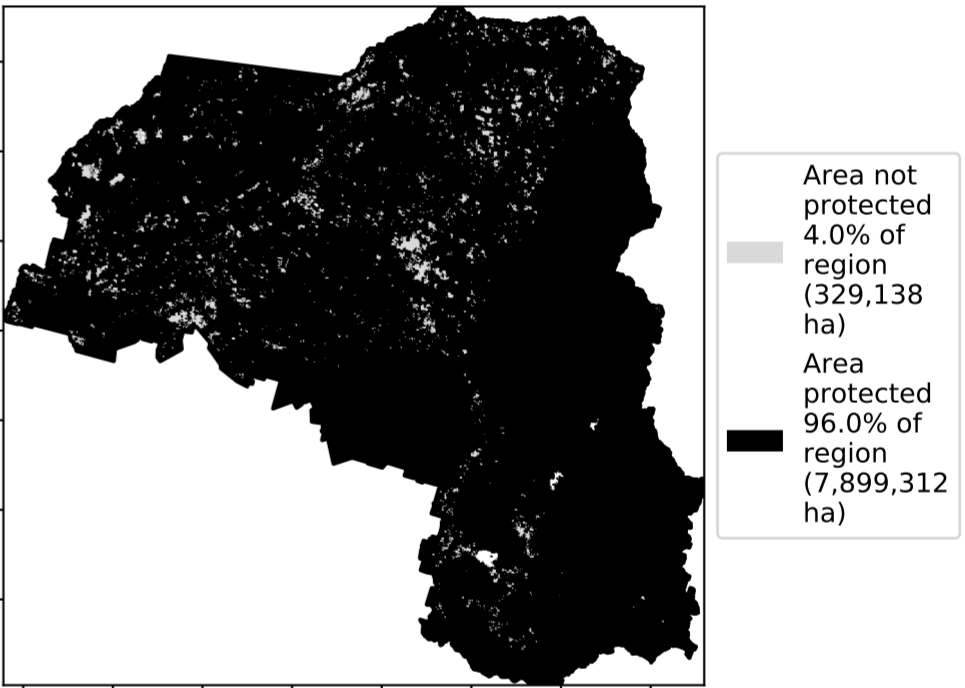 Area not
protected
4.0% of
region
(329,138
ha)
Area
protected
96.0% of
region
(7,899,312
ha)